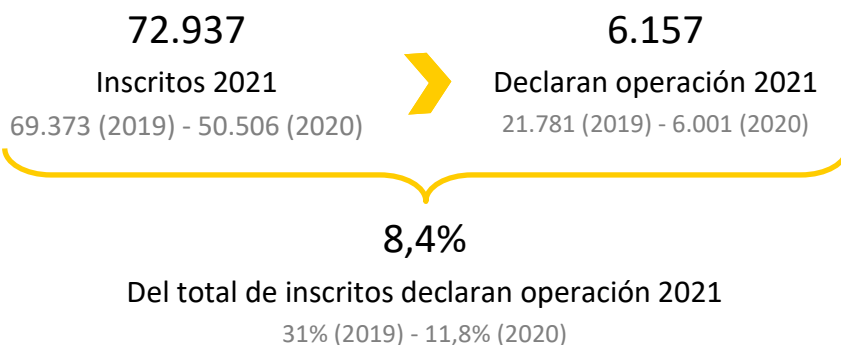 72.937
Inscritos 2021
69.373 (2019) - 50.506 (2020)
6.157
Declaran operación 2021
21.781 (2019) - 6.001 (2020)
8,4%
Del total de inscritos declaran operación 2021
31% (2019) - 11,8% (2020)